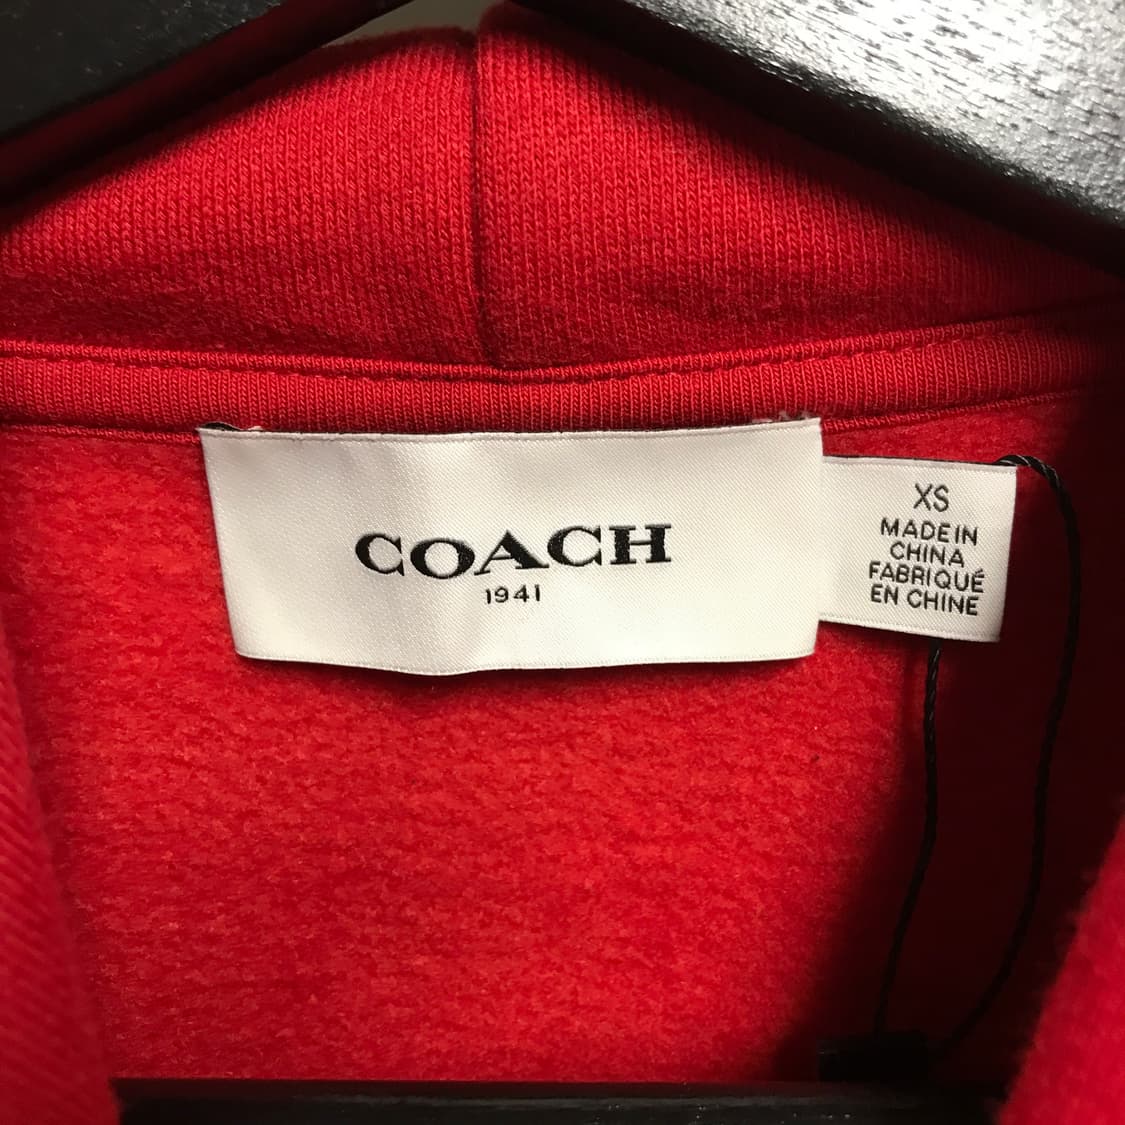 COACH
1941
XS
MADE IN
CHINA
FABRIQUÉ
EN CHINE